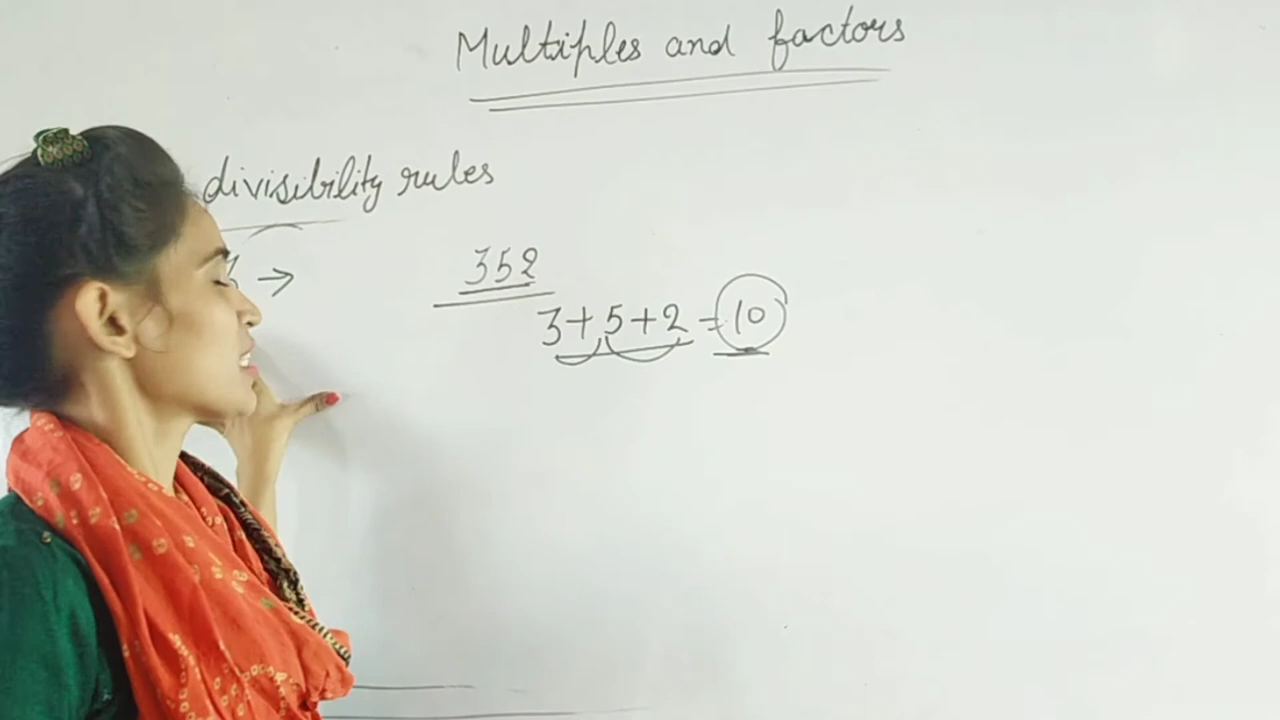 Multiples and factors
divisibility rules
→ 352
3+5+2=10